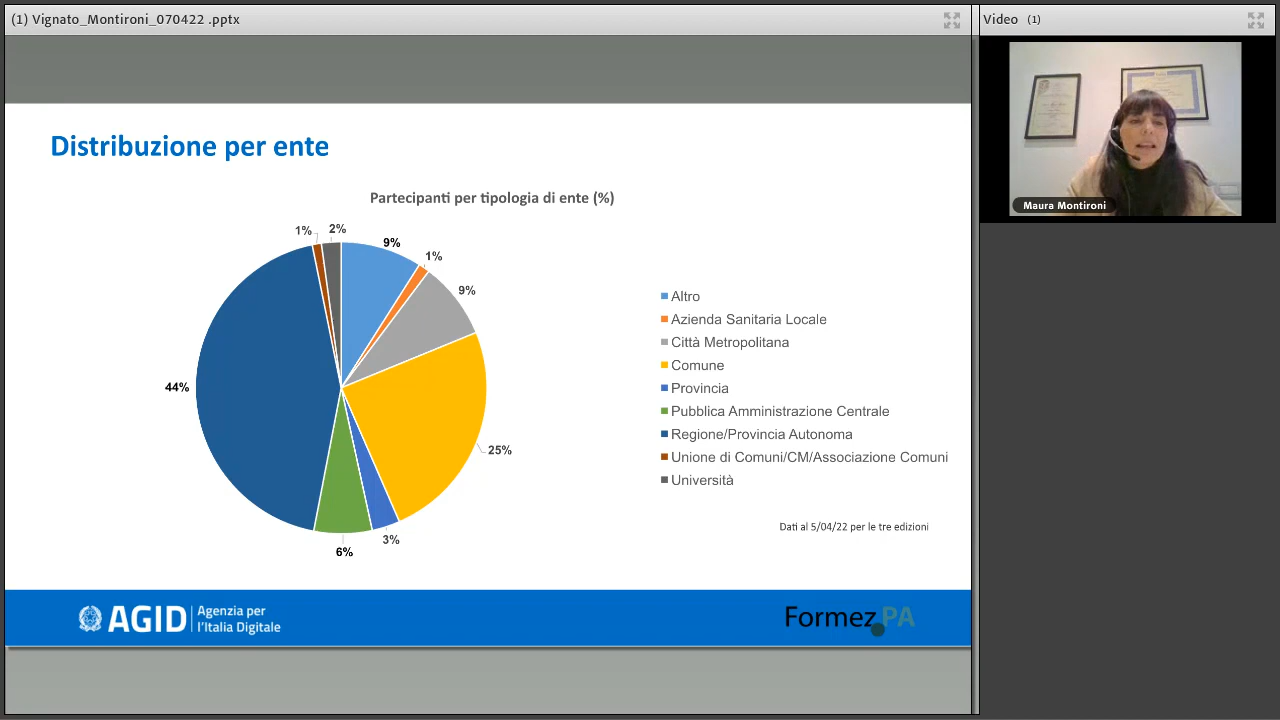 (1) Vignato_Montironi_070422 .pptx
Video (1)
Distribuzione per ente
Partecipanti per tipologia di ente (%)
1%
2%
9%
1%
9%
44%
25%
3%
6%
Altro
Azienda Sanitaria Locale
Città Metropolitana
Comune
Provincia
Pubblica Amministrazione Centrale
Regione/Provincia Autonoma
Unione di Comuni/CM/Associazione Comuni
Università
Dati al 5/04/22 per le tre edizioni
AGID
Agenzia per
l'Italia Digitale
Formez PA
Maura Montironi